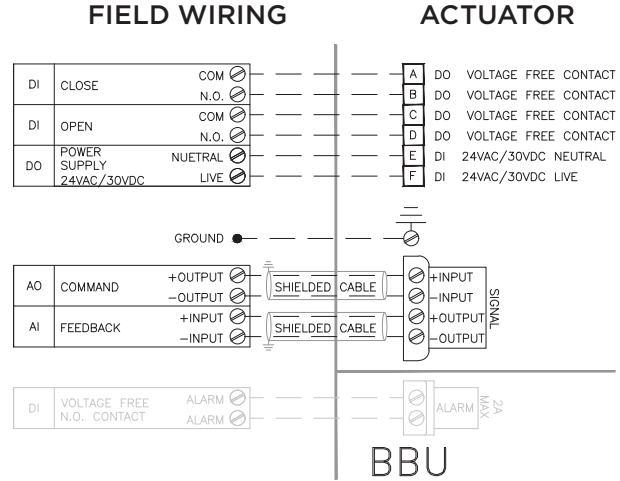 FIELD WIRING
ACTUATOR
DI CLOSE COM A DO VOLTAGE FREE CONTACT
N.O. B DO VOLTAGE FREE CONTACT
DI OPEN COM C DO VOLTAGE FREE CONTACT
N.O. D DO VOLTAGE FREE CONTACT
DO POWER SUPPLY 24VAC/30VDC NUETRAL E DI 24VAC/30VDC NEUTRAL
LIVE F DI 24VAC/30VDC LIVE
GROUND
AO COMMAND +OUTPUT SHIELDED CABLE +INPUT
-OUTPUT -INPUT
AI FEEDBACK +INPUT SHIELDED CABLE +OUTPUT
-INPUT -OUTPUT
SIGNAL
DI VOLTAGE FREE ALARM ALARM 2A
N.O. CONTACT ALARM MAX
BBU